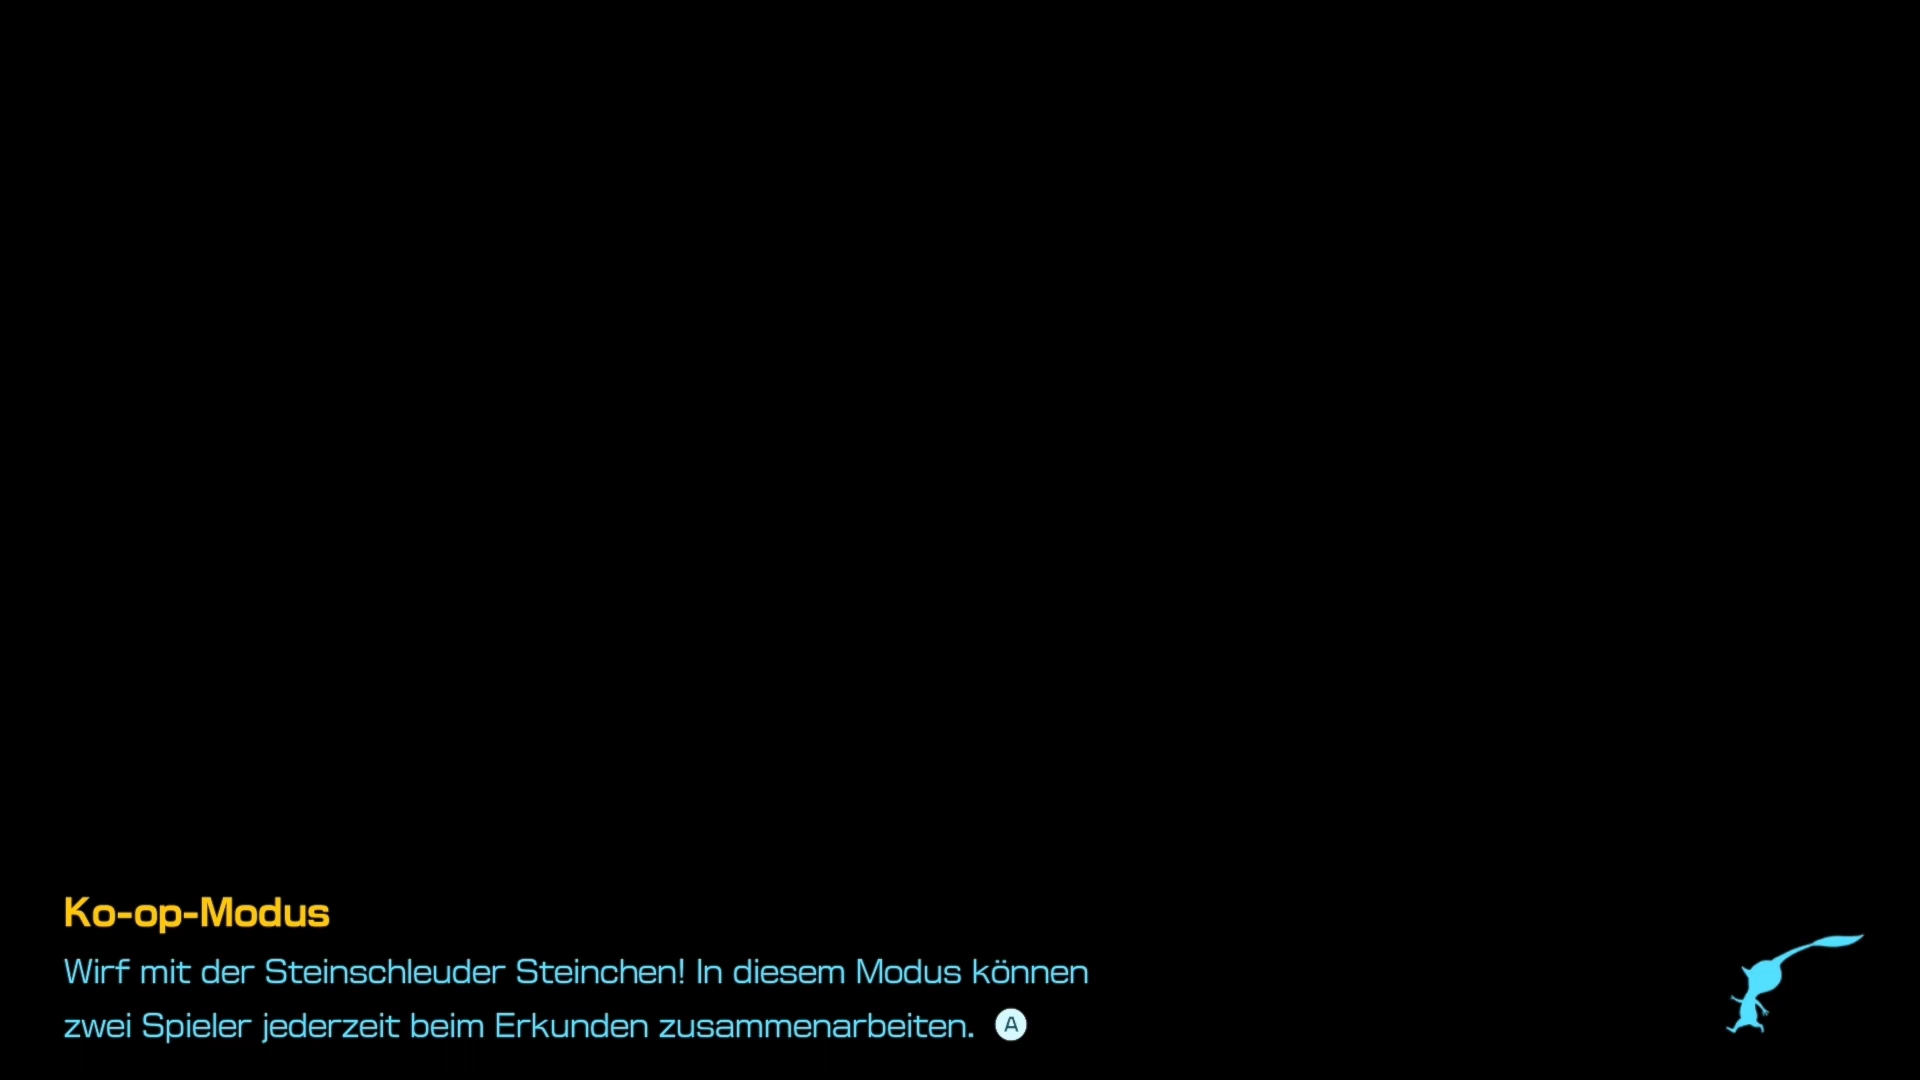 Ko-op-Modus
Wirf mit der Steinschleuder Steinchen! In diesem Modus können
zwei Spieler jederzeit beim Erkunden zusammenarbeiten. A